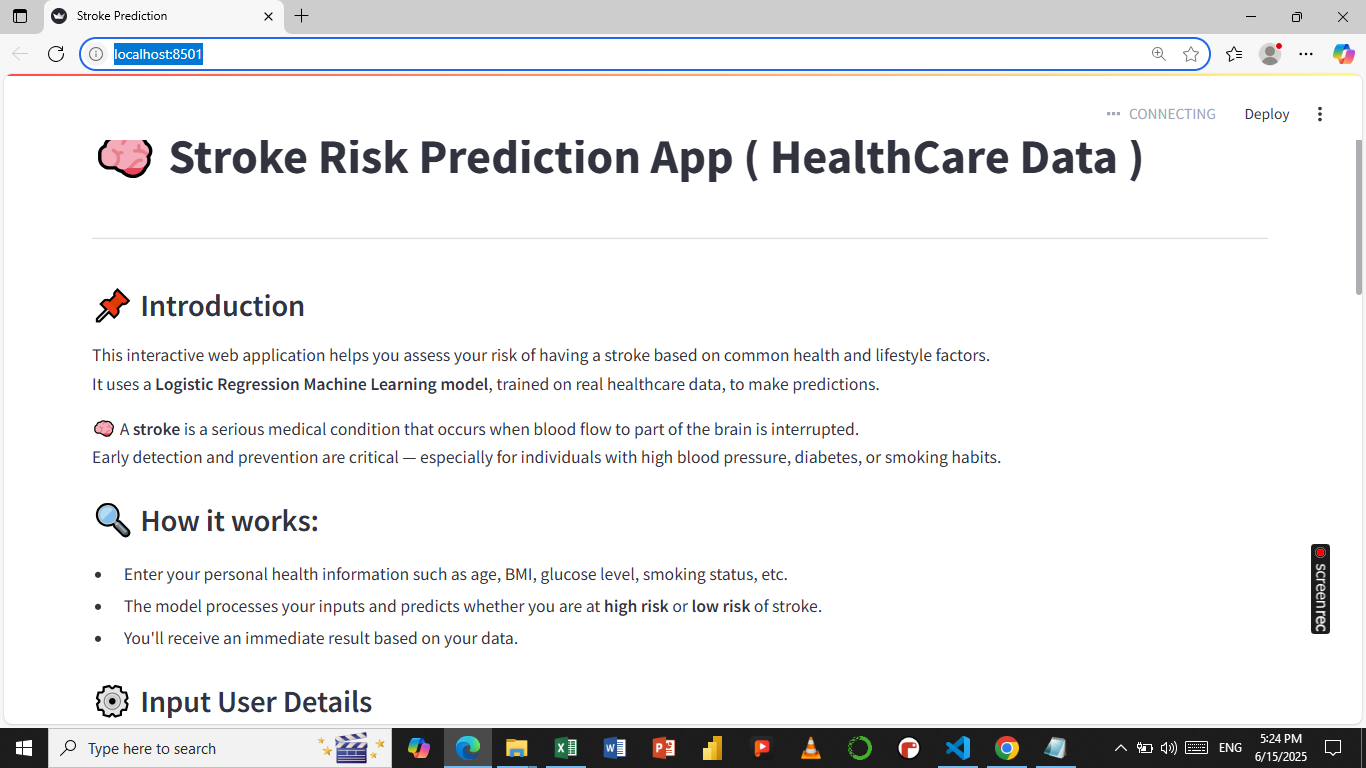 Stroke Prediction
localhost:8501
CONNECTING
Deploy
Stroke Risk Prediction App ( HealthCare Data )
Introduction
This interactive web application helps you assess your risk of having a stroke based on common health and lifestyle factors.
It uses a Logistic Regression Machine Learning model, trained on real healthcare data, to make predictions.
A stroke is a serious medical condition that occurs when blood flow to part of the brain is interrupted.
Early detection and prevention are critical — especially for individuals with high blood pressure, diabetes, or smoking habits.
How it works:
• Enter your personal health information such as age, BMI, glucose level, smoking status, etc.
• The model processes your inputs and predicts whether you are at high risk or low risk of stroke.
• You'll receive an immediate result based on your data.
screenrec
Input User Details
Type here to search
ENG
5:24 PM
6/15/2025